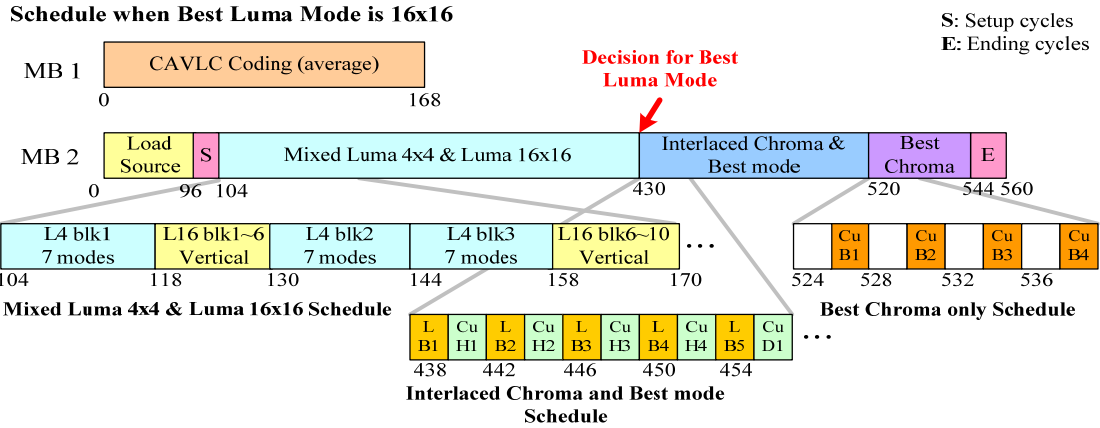 Schedule when Best Luma Mode is 16x16
S: Setup cycles
E: Ending cycles
MB 1
CAVLC Coding (average)
0
168
Decision for Best
Luma Mode
MB 2
Load
Source
S
Mixed Luma 4x4 & Luma 16x16
Interlaced Chroma &
Best mode
Best
Chroma
E
0
96
104
430
520
544
560
L4 blk1
7 modes
L16 blk1~6
Vertical
L4 blk2
7 modes
L4 blk3
7 modes
L16 blk6~10
Vertical
...
104
118
130
144
158
170
Mixed Luma 4x4 & Luma 16x16 Schedule
Cu
B1
Cu
B2
Cu
B3
Cu
B4
524
528
532
536
Best Chroma only Schedule
L
B1
Cu
H1
L
B2
Cu
H2
L
B3
Cu
H3
L
B4
Cu
H4
L
B5
Cu
D1
...
438
442
446
450
454
Interlaced Chroma and Best mode
Schedule